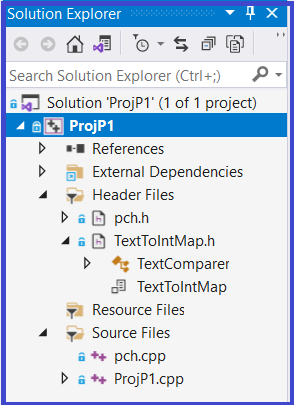 Solution Explorer
Search Solution Explorer (Ctrl+;)
Solution 'ProjP1' (1 of 1 project)
ProjP1
References
External Dependencies
Header Files
pch.h
TextToIntMap.h
TextComparer
TextToIntMap
Resource Files
Source Files
pch.cpp
ProjP1.cpp